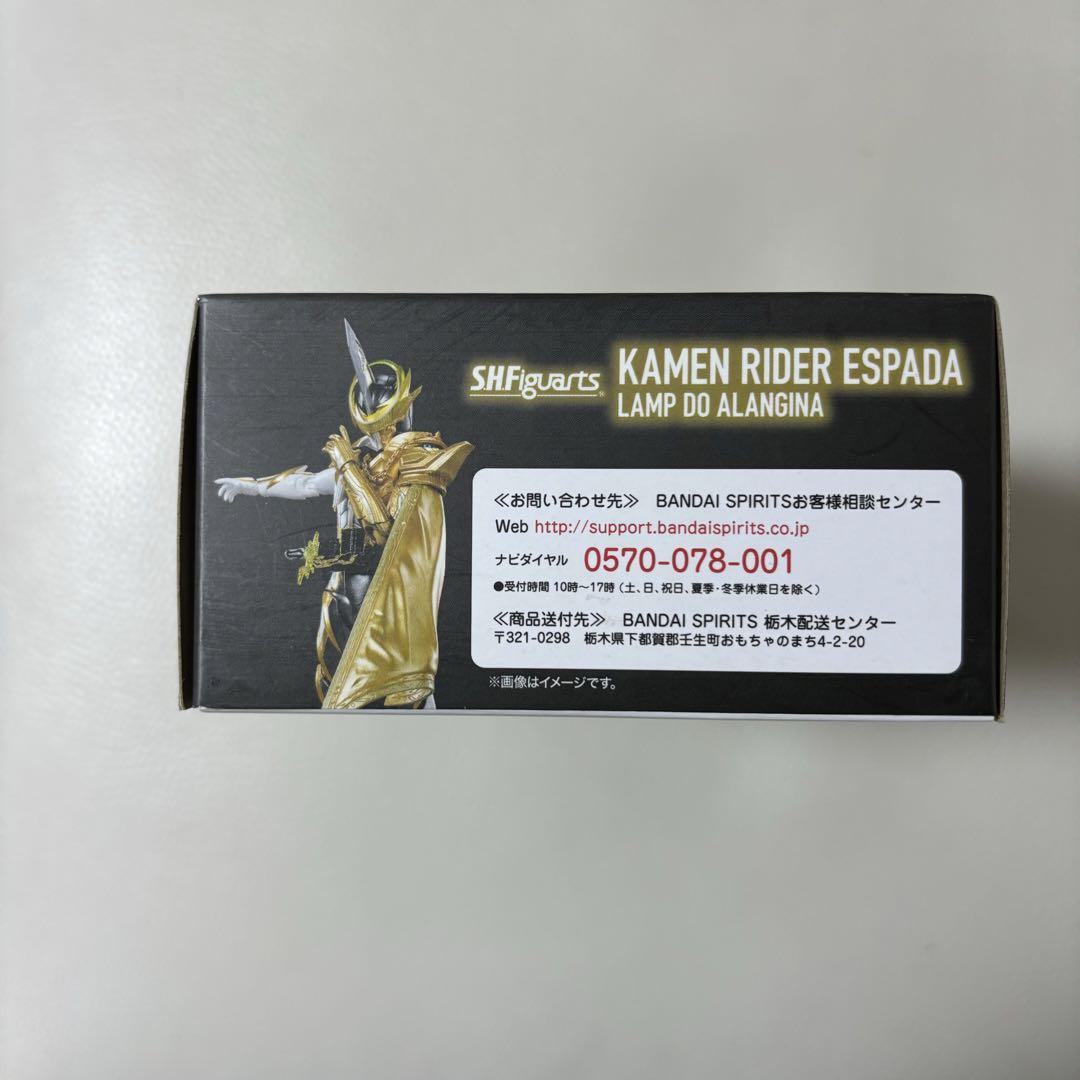 S.H.Figuarts®
KAMEN RIDER ESPADA
LAMP DO ALANGINA
≪お問い合わせ先≫ BANDAI SPIRITSお客様相談センター
Web http://support.bandaispirits.co.jp
ナビダイヤル 0570-078-001
●受付時間 10時〜17時（土、日、祝日、夏季・冬季休業日を除く）
≪商品送付先≫ BANDAI SPIRITS 栃木配送センター
〒321-0298 栃木県下都賀郡壬生町おもちゃのまち4-2-20
※画像はイメージです。